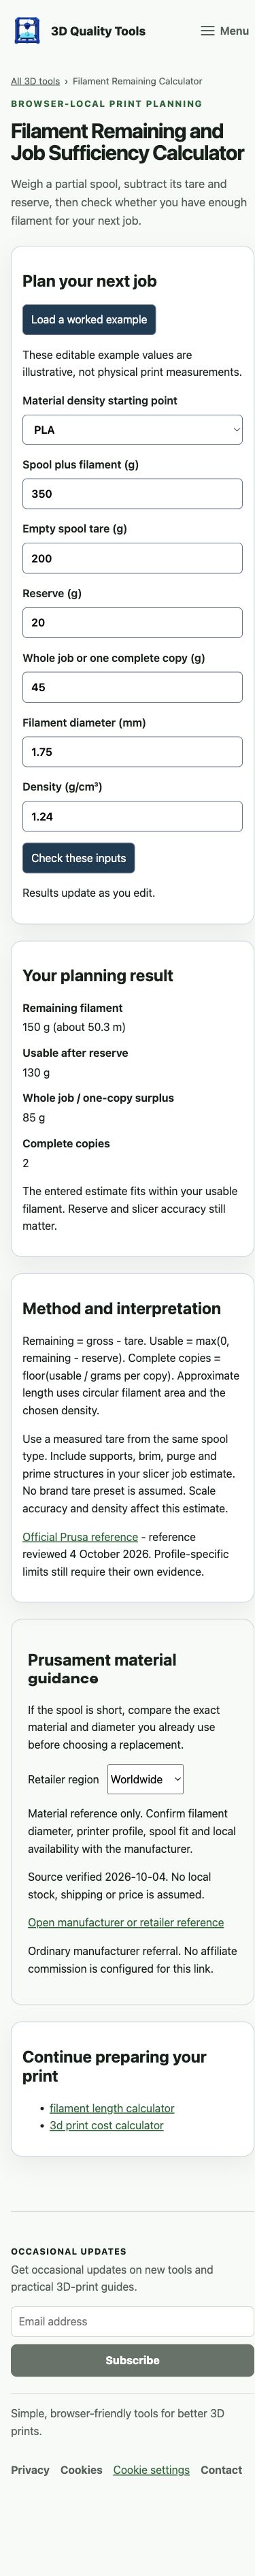 3D Quality Tools
Menu
All 3D tools › Filament Remaining Calculator
BROWSER-LOCAL PRINT PLANNING
Filament Remaining and
Job Sufficiency Calculator
Weigh a partial spool, subtract its tare and
reserve, then check whether you have enough
filament for your next job.
Plan your next job
Load a worked example
These editable example values are
illustrative, not physical print measurements.
Material density starting point
PLA
Spool plus filament (g)
350
Empty spool tare (g)
200
Reserve (g)
20
Whole job or one complete copy (g)
45
Filament diameter (mm)
1.75
Density (g/cm³)
1.24
Check these inputs
Results update as you edit.
Your planning result
Remaining filament
150 g (about 50.3 m)
Usable after reserve
130 g
Whole job / one-copy surplus
85 g
Complete copies
2
The entered estimate fits within your usable
filament. Reserve and slicer accuracy still
matter.
Method and interpretation
Remaining = gross - tare. Usable = max(0,
remaining - reserve). Complete copies =
floor(usable / grams per copy). Approximate
length uses circular filament area and the
chosen density.
Use a measured tare from the same spool
type. Include supports, brim, purge and
prime structures in your slicer job estimate.
No brand tare preset is assumed. Scale
accuracy and density affect this estimate.
Official Prusa reference - reference
reviewed 4 October 2026. Profile-specific
limits still require their own evidence.
Prusament material
guidance
If the spool is short, compare the exact
material and diameter you already use
before choosing a replacement.
Retailer region Worldwide
Material reference only. Confirm filament
diameter, printer profile, spool fit and local
availability with the manufacturer.
Source verified 2026-10-04. No local
stock, shipping or price is assumed.
Open manufacturer or retailer reference
Ordinary manufacturer referral. No affiliate
commission is configured for this link.
Continue preparing your
print
• filament length calculator
• 3d print cost calculator
OCCASIONAL UPDATES
Get occasional updates on new tools and
practical 3D-print guides.
Email address
Subscribe
Simple, browser-friendly tools for better 3D
prints.
Privacy Cookies Cookie settings Contact